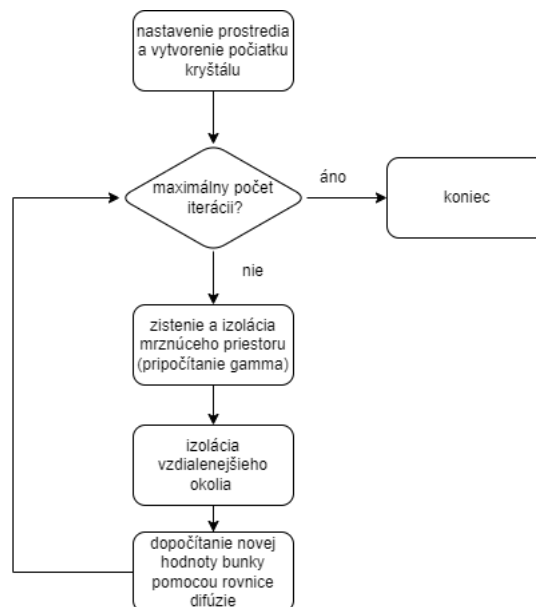 nastavenie prostredia
a vytvorenie počiatku
kryštálu
maximálny počet
iterácii?
áno
koniec
nie
zistenie a izolácia
mrznúceho priestoru
(pripočítanie gamma)
izolácia
vzdialenejšieho
okolia
dopočítanie novej
hodnoty bunky
pomocou rovnice
difúzie